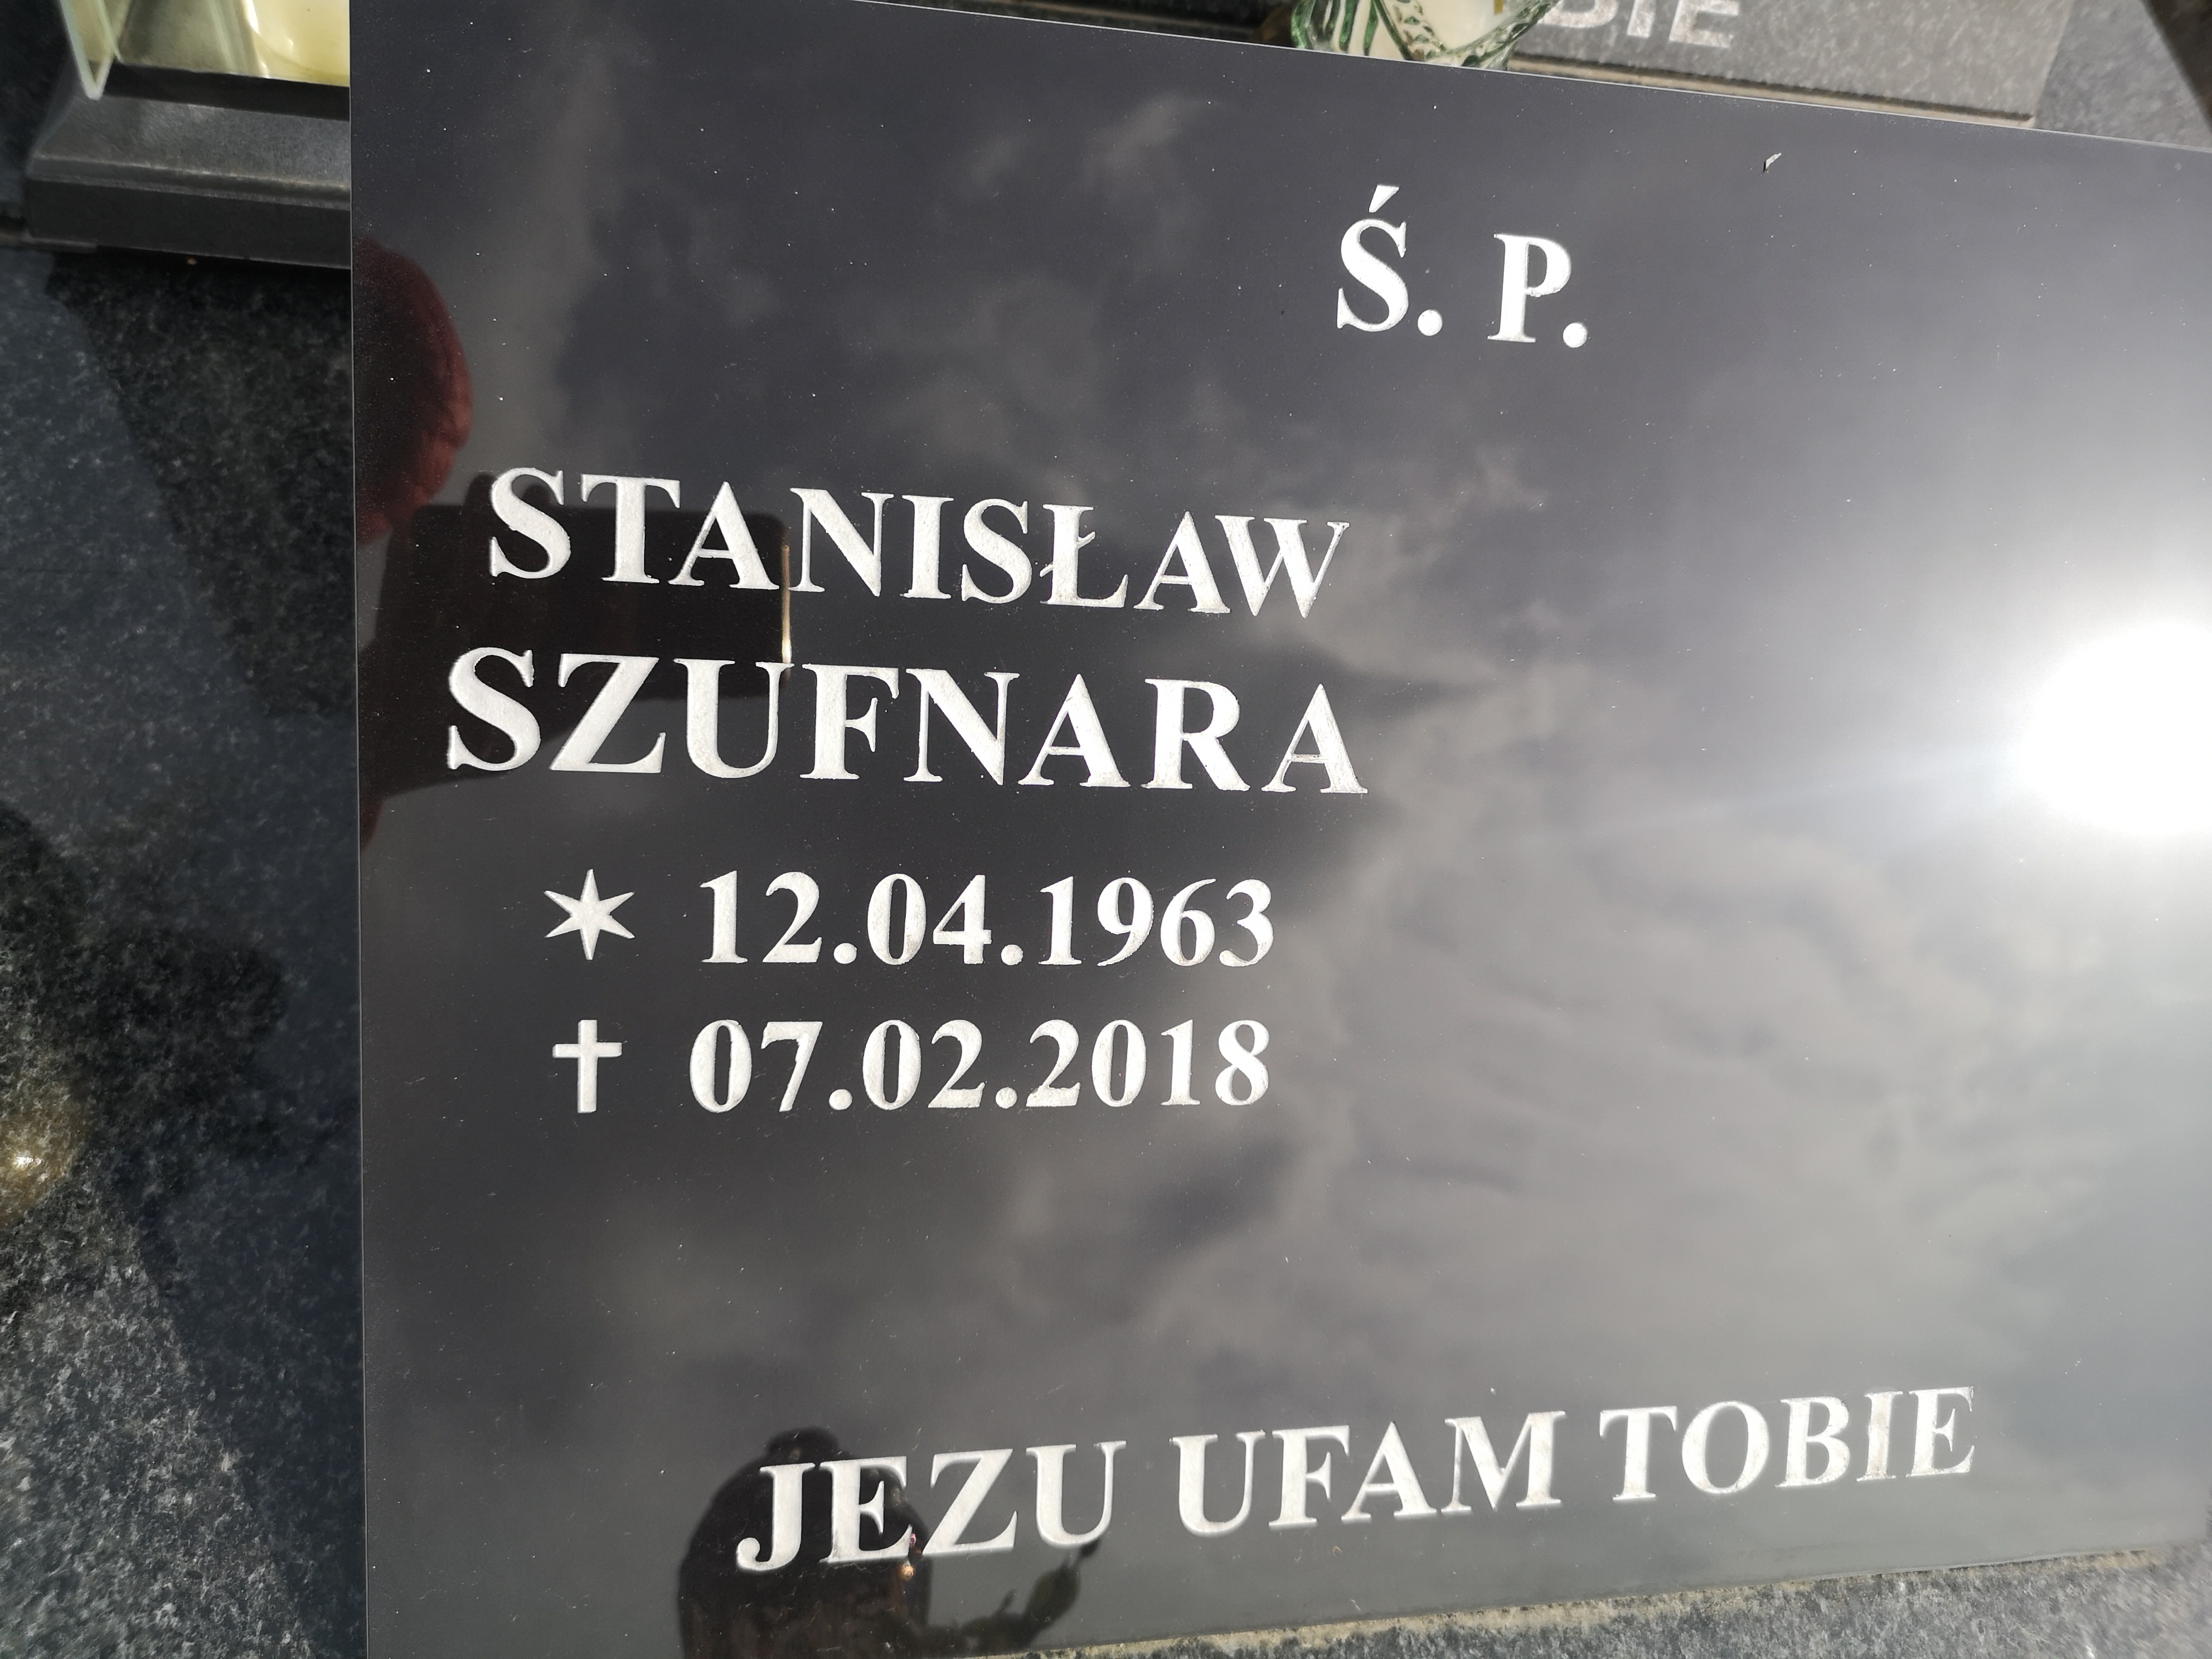 Ś. P.
STANISŁAW
SZUFNARA
✶ 12.04.1963
✝ 07.02.2018
JEZU UFAM TOBIE